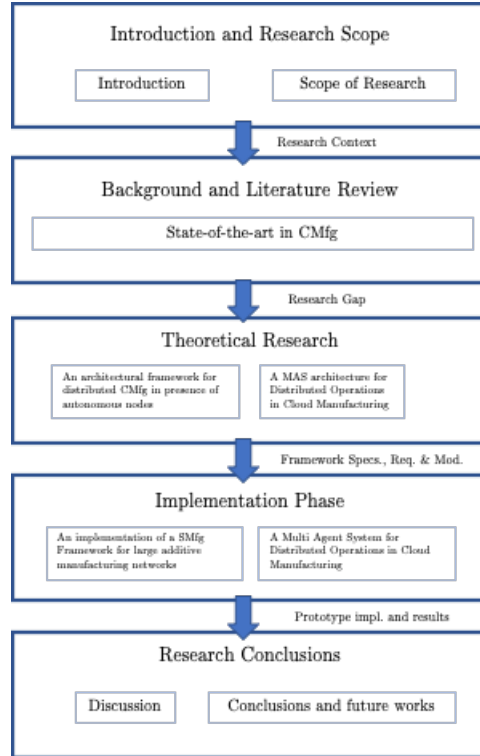 Introduction and Research Scope
Introduction
Scope of Research
Research Context
Background and Literature Review
State-of-the-art in CMfg
Research Gap
Theoretical Research
An architectural framework for
distributed CMfg in presence of
autonomous nodes
A MAS architecture for
Distributed Operations
in Cloud Manufacturing
Framework Specs., Req. & Mod.
Implementation Phase
An implementation of a SMfg
Framework for large additive
manufacturing networks
A Multi Agent System for
Distributed Operations in Cloud
Manufacturing
Prototype impl. and results
Research Conclusions
Discussion
Conclusions and future works